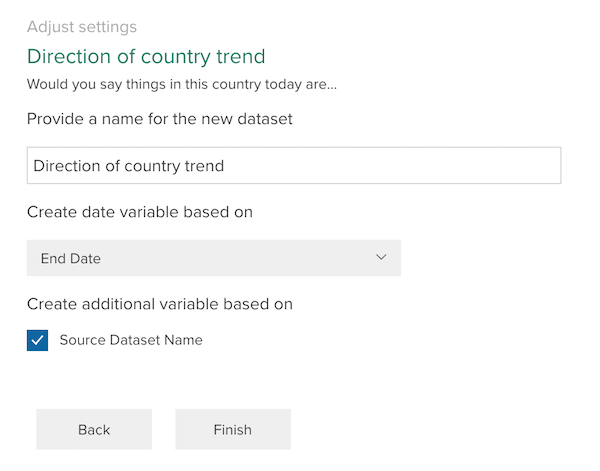 Adjust settings
Direction of country trend
Would you say things in this country today are...
Provide a name for the new dataset
Direction of country trend
Create date variable based on
End Date
Create additional variable based on
Source Dataset Name
Back Finish